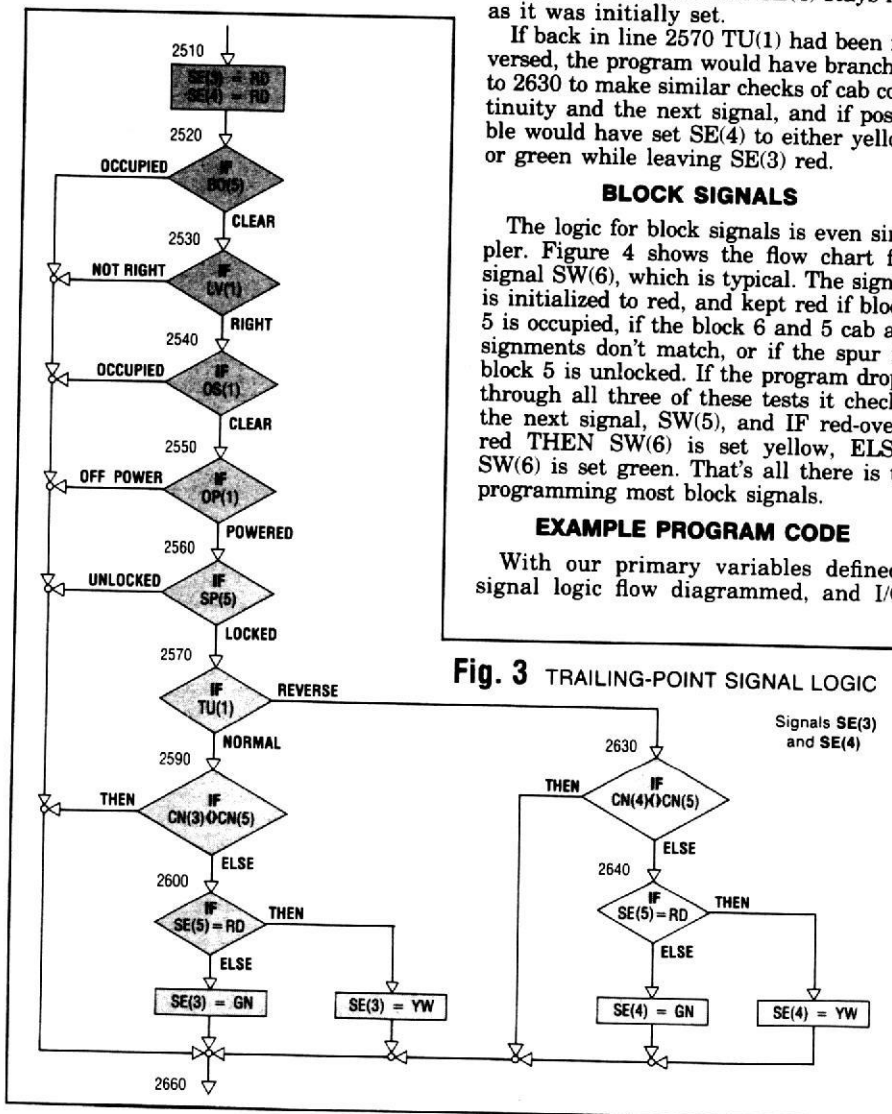 as it was initially set.
If back in line 2570 TU(1) had been
versed, the program would have branch
to 2630 to make similar checks of cab co
tinuity and the next signal, and if pos
ble would have set SE(4) to either yello
or green while leaving SE(3) red.
BLOCK SIGNALS
The logic for block signals is even sim
pler. Figure 4 shows the flow chart f
signal SW(6), which is typical. The sign
is initialized to red, and kept red if bloc
5 is occupied, if the block 6 and 5 cab a
signments don't match, or if the spur
block 5 is unlocked. If the program drop
through all three of these tests it check
the next signal, SW(5), and IF red-over
red THEN SW(6) is set yellow, ELS
SW(6) is set green. That's all there is t
programming most block signals.
EXAMPLE PROGRAM CODE
With our primary variables defined
signal logic flow diagrammed, and I/O
Fig. 3 TRAILING-POINT SIGNAL LOGIC
Signals SE(3)
and SE(4)
2510
SE(3) = RD
SE(4) = RD
2520
OCCUPIED
IF
BO(5)
CLEAR
2530
NOT RIGHT
IF
LV(1)
RIGHT
2540
OCCUPIED
IF
OS(1)
CLEAR
2550
OFF POWER
IF
OP(1)
POWERED
2560
UNLOCKED
IF
SP(5)
LOCKED
2570
IF
TU(1)
REVERSE
NORMAL
2590
THEN
IF
CN(3)<>CN(5)
ELSE
2600
IF
SE(5)=RD
THEN
ELSE
SE(3) = GN
SE(3) = YW
2630
THEN
IF
CN(4)<>CN(5)
ELSE
2640
IF
SE(5)=RD
THEN
ELSE
SE(4) = GN
SE(4) = YW
2660